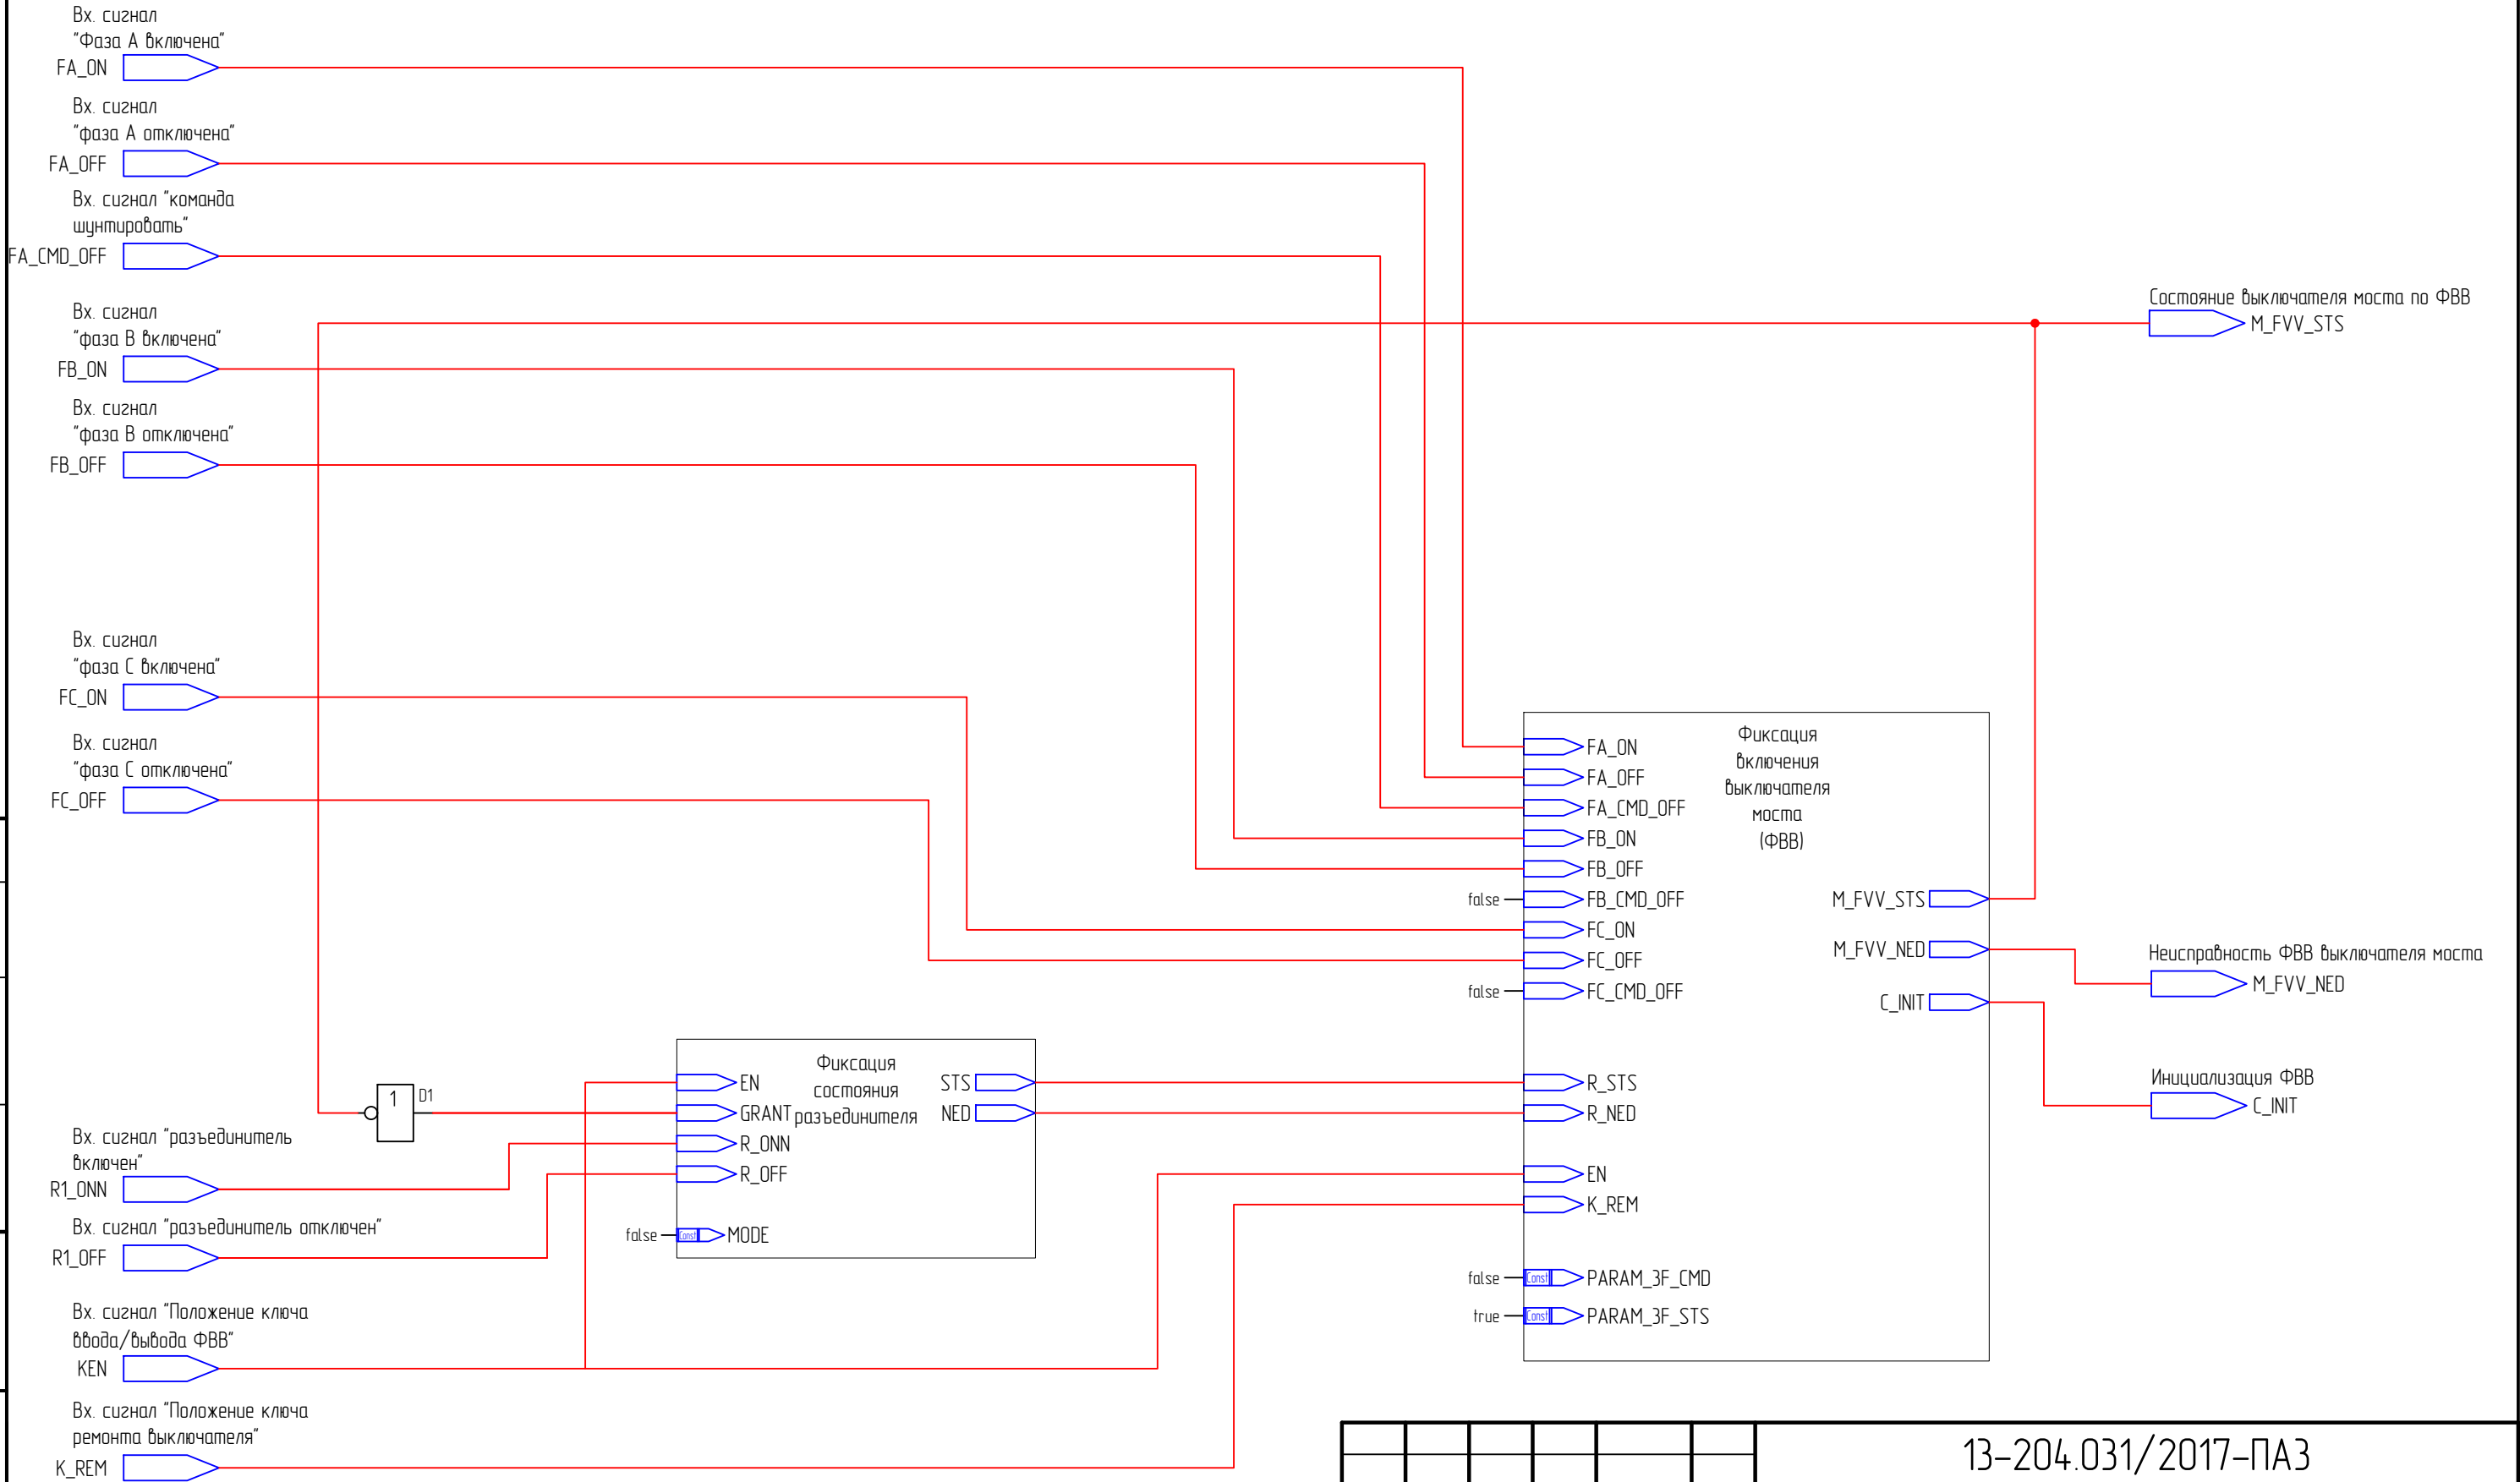 Вх. сигнал
"Фаза А включена"
FA_ON
Вх. сигнал
"фаза А отключена"
FA_OFF
Вх. сигнал "команда
шунтировать"
FA_CMD_OFF
Вх. сигнал
"фаза В включена"
FB_ON
Вх. сигнал
"фаза В отключена"
FB_OFF
Вх. сигнал
"фаза С включена"
FC_ON
Вх. сигнал
"фаза С отключена"
FC_OFF
Вх. сигнал "разъединитель
включен"
R1_ONN
Вх. сигнал "разъединитель отключен"
R1_OFF
Вх. сигнал "Положение ключа
ввода/вывода ФВВ"
KEN
Вх. сигнал "Положение ключа
ремонта выключателя"
K_REM
1
D1
Фиксация
состояния
разъединителя
EN
GRANT
R_ONN
R_OFF
false
Const
MODE
STS
NED
Фиксация
включения
выключателя
моста
(ФВВ)
FA_ON
FA_OFF
FA_CMD_OFF
FB_ON
FB_OFF
false
FB_CMD_OFF
FC_ON
FC_OFF
false
FC_CMD_OFF
R_STS
R_NED
EN
K_REM
false
Const
PARAM_3F_CMD
true
Const
PARAM_3F_STS
M_FVV_STS
M_FVV_NED
C_INIT
Состояние выключателя моста по ФВВ
M_FVV_STS
Неисправность ФВВ выключателя моста
M_FVV_NED
Инициализация ФВВ
C_INIT
13-204.031/2017-ПА3